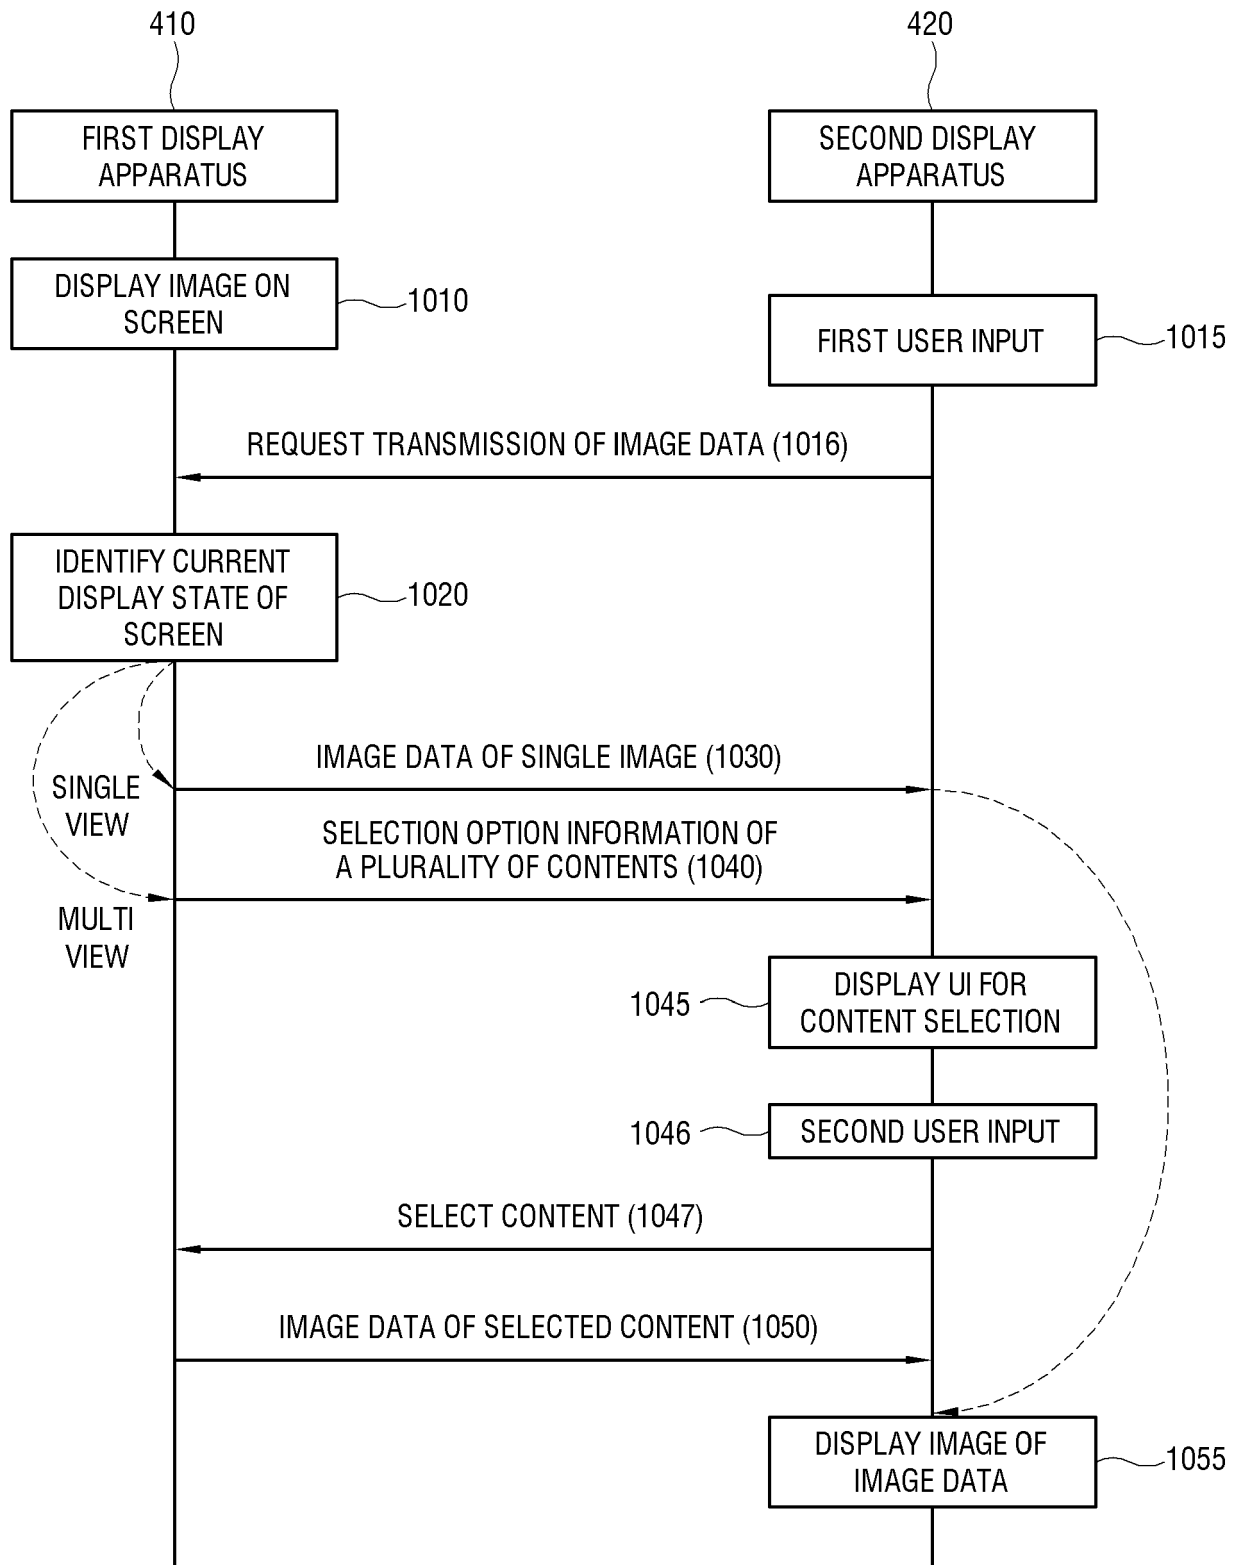 410
420
FIRST DISPLAY
APPARATUS
SECOND DISPLAY
APPARATUS
DISPLAY IMAGE ON
SCREEN
1010
FIRST USER INPUT
1015
REQUEST TRANSMISSION OF IMAGE DATA (1016)
IDENTIFY CURRENT
DISPLAY STATE OF
SCREEN
1020
IMAGE DATA OF SINGLE IMAGE (1030)
SINGLE
VIEW
SELECTION OPTION INFORMATION OF
A PLURALITY OF CONTENTS (1040)
MULTI
VIEW
DISPLAY UI FOR
CONTENT SELECTION
1045
SECOND USER INPUT
1046
SELECT CONTENT (1047)
IMAGE DATA OF SELECTED CONTENT (1050)
DISPLAY IMAGE OF
IMAGE DATA
1055